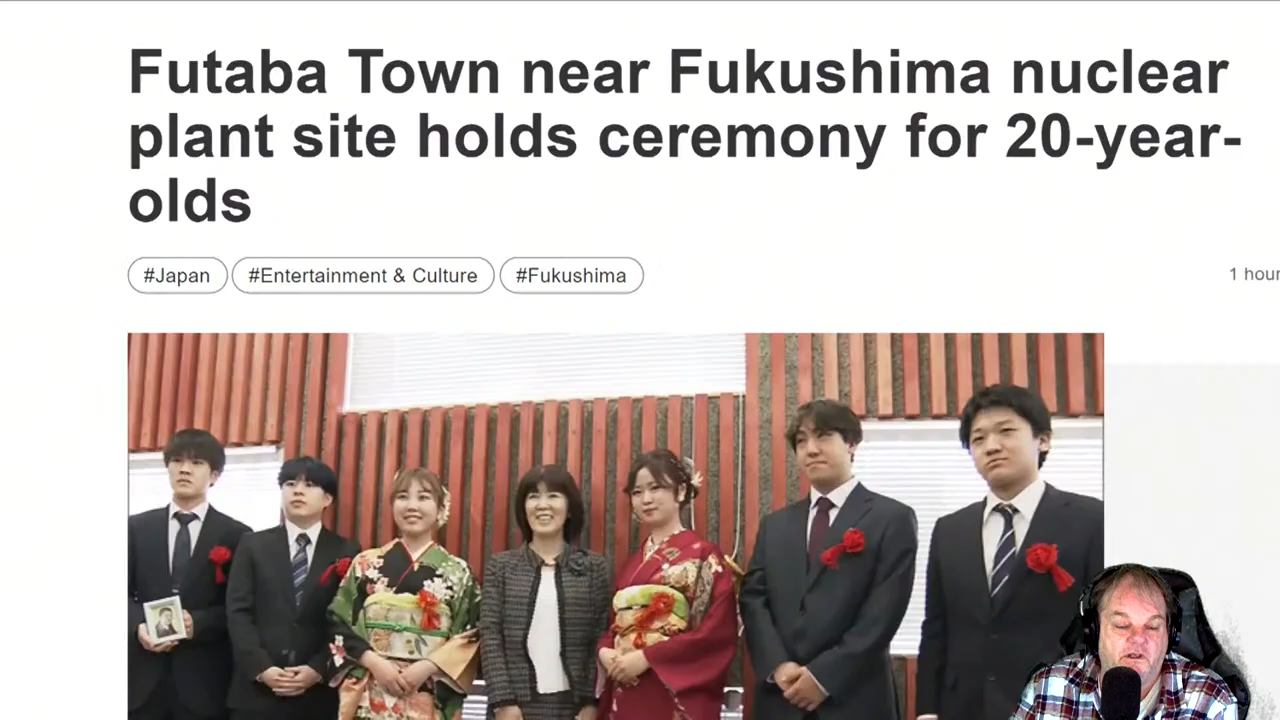 Futaba Town near Fukushima nuclear
plant site holds ceremony for 20-year-
olds
#Japan #Entertainment & Culture #Fukushima
1 hour